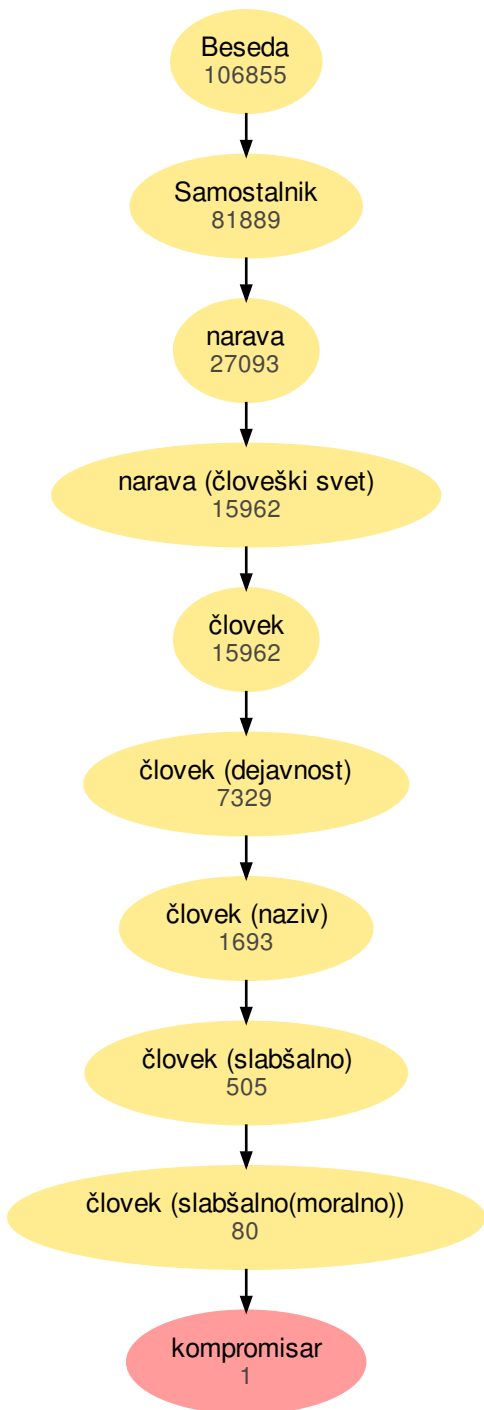 Beseda
106855
Samostalnik
81889
narava
27093
narava (človeški svet)
15962
človek
15962
človek (dejavnost)
7329
človek (naziv)
1693
človek (slabšalno)
505
človek (slabšalno(moralno))
80
kompromisar
1